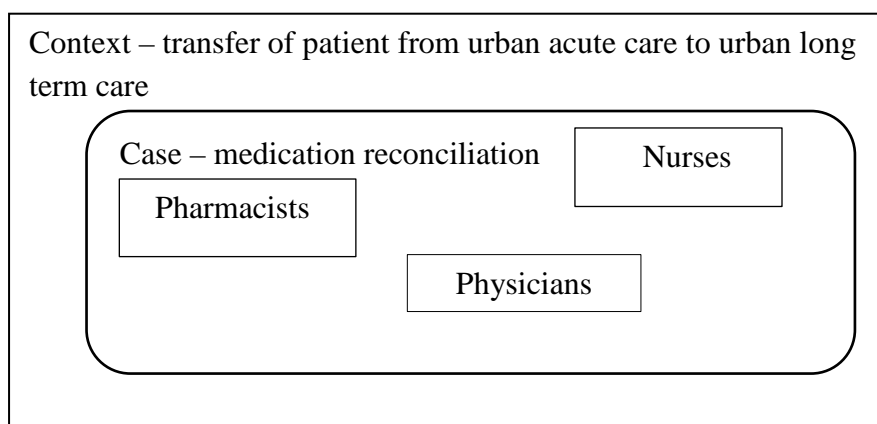 Context – transfer of patient from urban acute care to urban long
term care
Case – medication reconciliation
Nurses
Pharmacists
Physicians